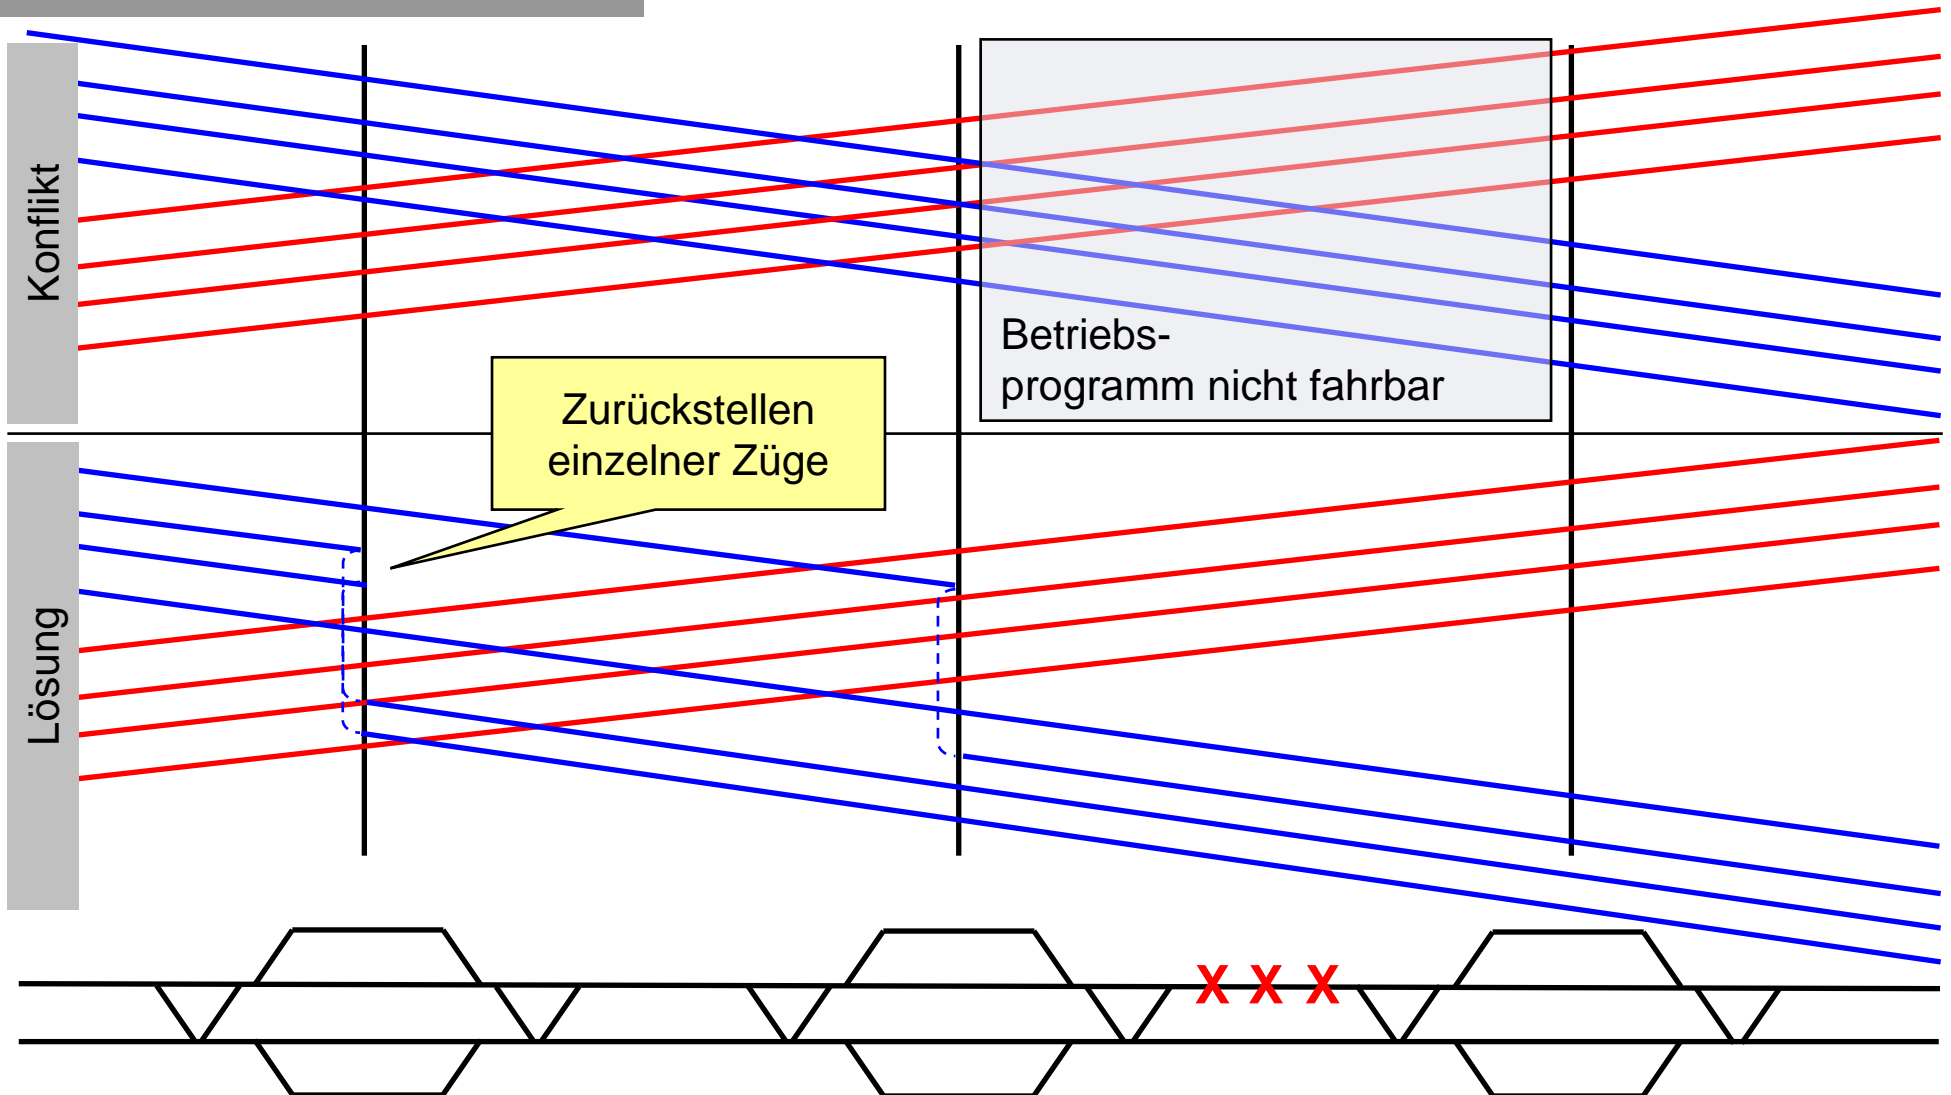 Konflikt
Betriebs-
programm nicht fahrbar
Zurückstellen
einzelner Züge
Lösung
X X X